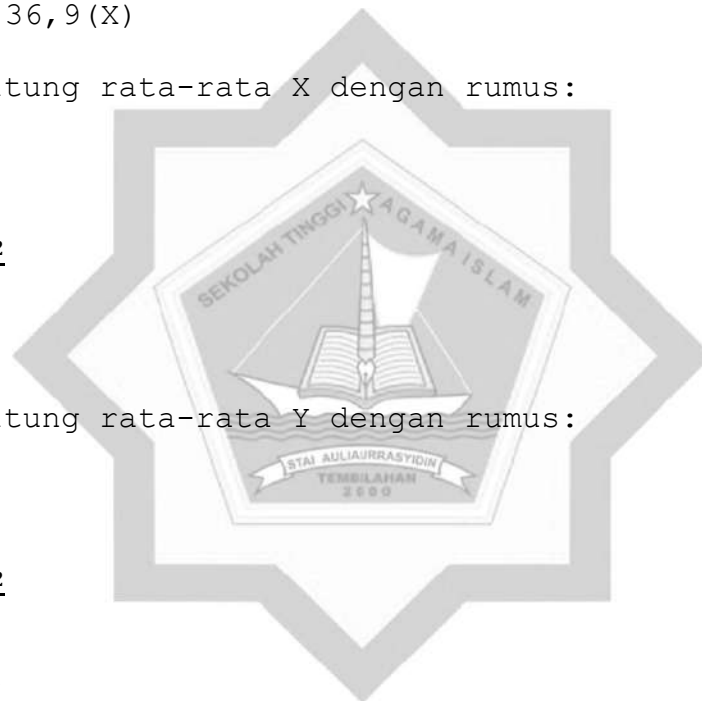 36,9(X)
tung rata-rata X dengan rumus:
SEKOLAH TINGGI AGAMA ISLAM
2
tung rata-rata Y dengan rumus:
STAI AULIAURRASYIDIN
TEMBILAHAN
2